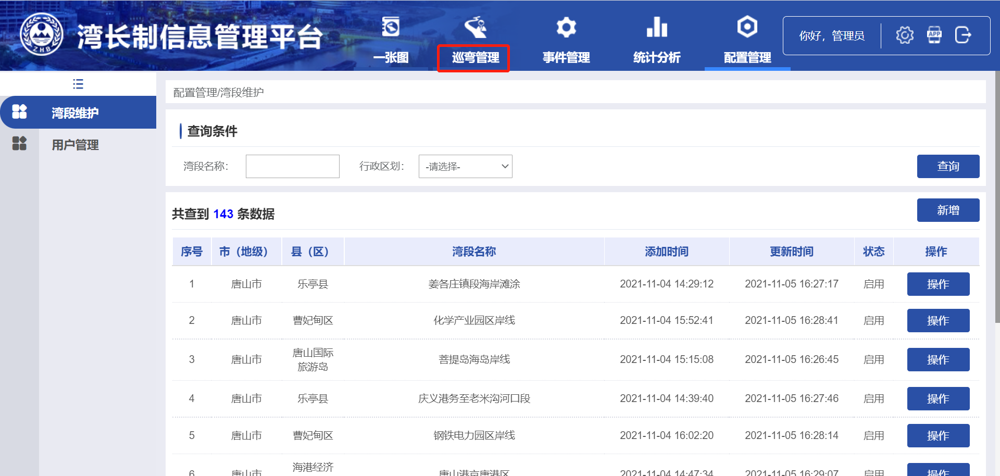 ZHB
湾长制信息管理平台
一张图
巡弯管理
事件管理
统计分析
配置管理
你好，管理员
APP
湾段维护
用户管理
配置管理/湾段维护
查询条件
湾段名称：
行政区划：
-请选择-
查询
共查到 143 条数据
新增
序号 市（地级） 县（区） 湾段名称 添加时间 更新时间 状态 操作
1 唐山市 乐亭县 姜各庄镇段海岸滩涂 2021-11-04 14:29:12 2021-11-05 16:27:17 启用 操作
2 唐山市 曹妃甸区 化学产业园区岸线 2021-11-04 15:52:41 2021-11-05 16:28:41 启用 操作
3 唐山市 唐山国际
旅游岛 菩提岛海岛岸线 2021-11-04 15:15:08 2021-11-05 16:26:45 启用 操作
4 唐山市 乐亭县 庆义港务至老米沟河口段 2021-11-04 14:39:40 2021-11-05 16:27:46 启用 操作
5 唐山市 曹妃甸区 钢铁电力园区岸线 2021-11-04 16:02:20 2021-11-05 16:28:14 启用 操作
海港经济
6 唐山市 唐山港京唐港区 2021-11-04 14:47:34 2021-11-05 16:29:07 启用 操作